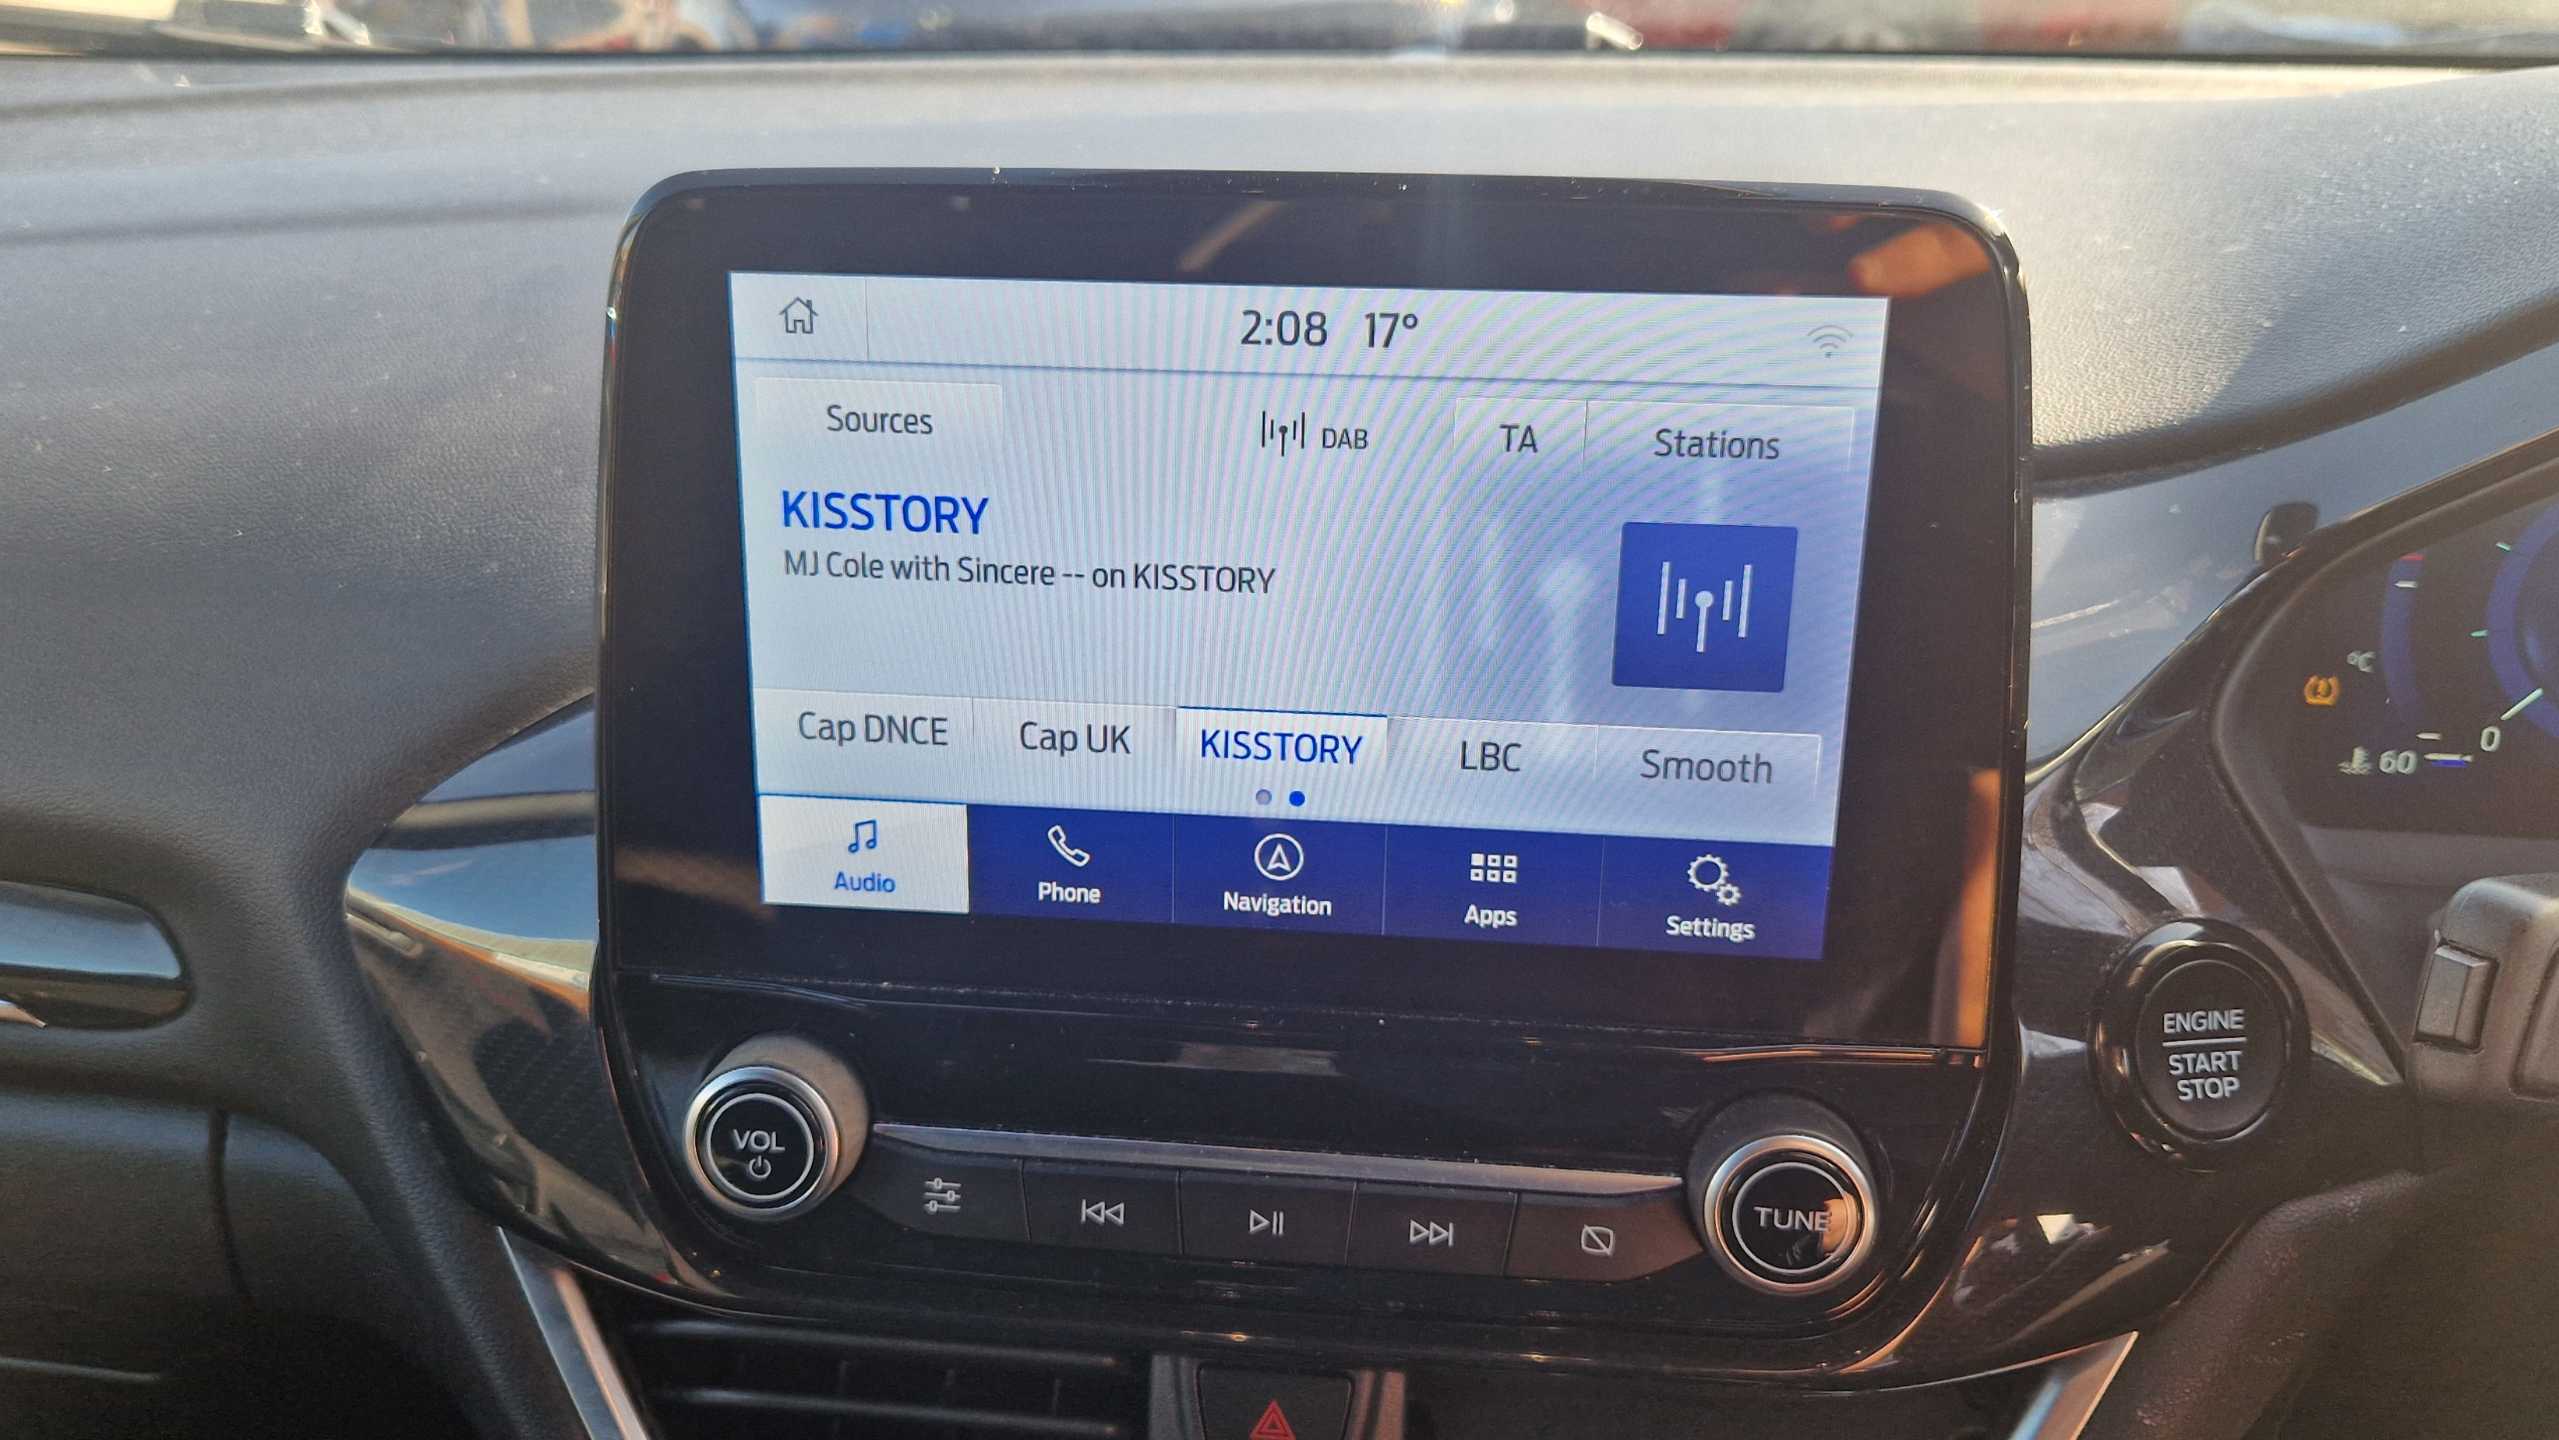 2:08 17°
Sources
DAB
TA
Stations
KISSTORY
MJ Cole with Sincere -- on KISSTORY
Cap DNCE
Cap UK
KISSTORY
LBC
Smooth
Audio
Phone
Navigation
Apps
Settings
VOL
TUNE
ENGINE
START
STOP
°C
60
0